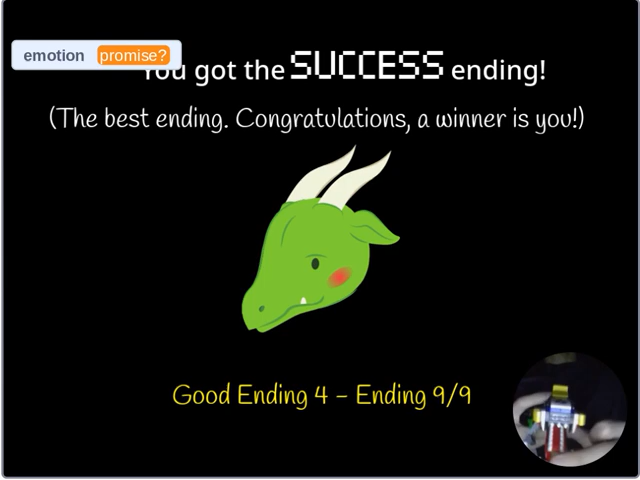 emotion promise?
You got the SUCCESS ending!
(The best ending. Congratulations, a winner is you!)
Good Ending 4 - Ending 9/9